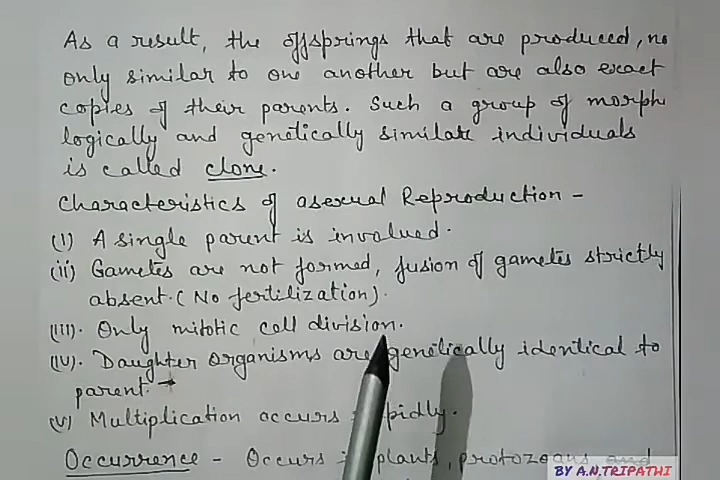 As a result, the offsprings that are produced, no
only similar to one another but are also exact
copies of their parents. Such a group of morph
logically and genetically similar individuals
is called clone.
Characteristics of asexual Reproduction -
(i) A single parent is involved.
(ii) Gametes are not formed, fusion of gametes strictly
absent. (No fertilization).
(III). Only mitotic cell division.
(IV). Daughter organisms are genetically identical to
parent.
(V) Multiplication occurs pidly.
Occurrence - Occurs plants, protozoans and
BY A.N.TRIPATHI